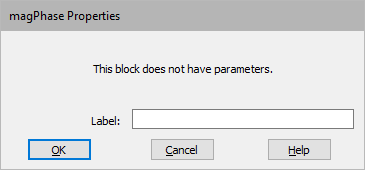 magPhase Properties
This block does not have parameters.
Label:
OK Cancel Help